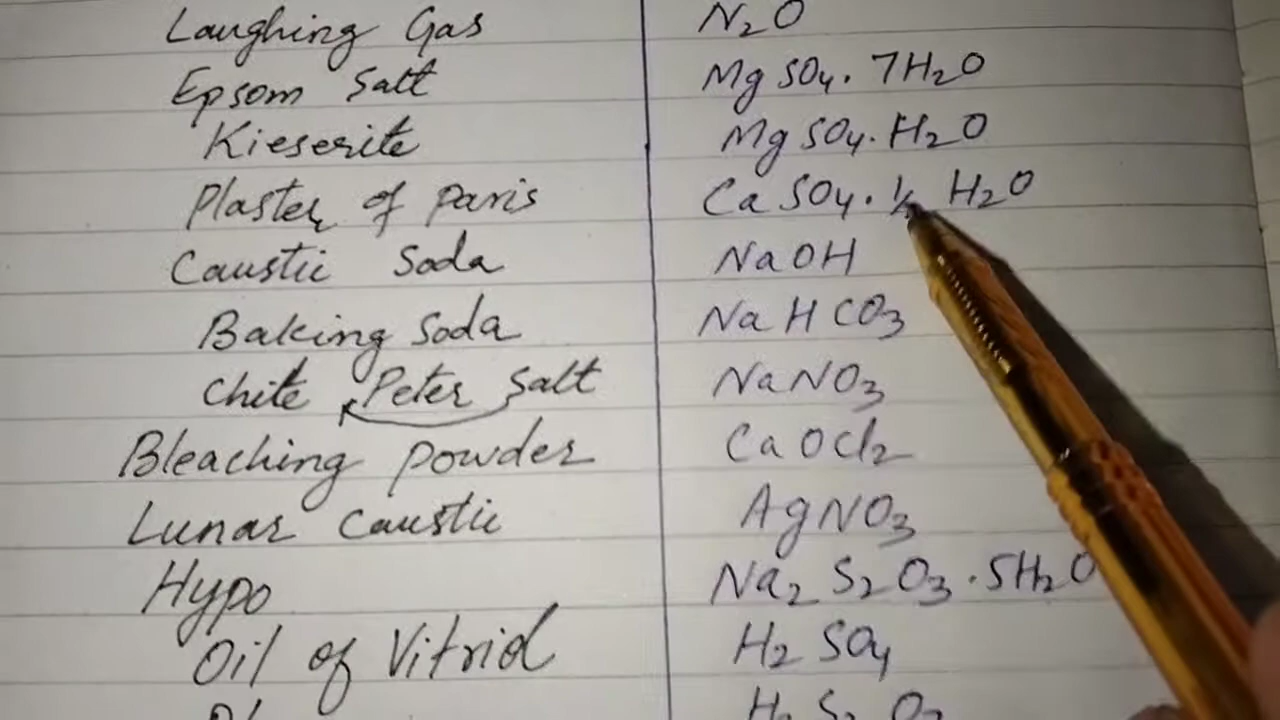 Laughing Gas N₂O
Epsom Salt MgSO₄. 7H₂O
Kieserite MgSO₄.H₂O
Plaster of paris CaSO₄. ½ H₂O
Caustic Soda NaOH
Baking Soda NaHCO₃
Chite Peter Salt NaNO₃
Bleaching powder CaOCl₂
Lunar Caustic AgNO₃
Hypo Na₂S₂O₃.5H₂O
Oil of Vitriol H₂SO₄
H₂S₂O₇